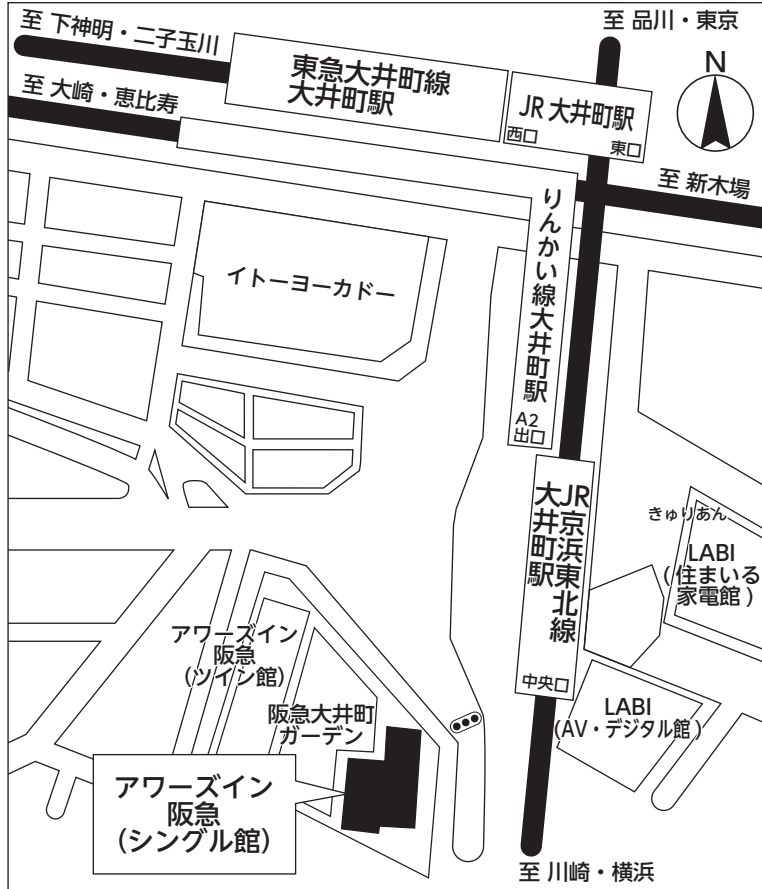 至 下神明・二子玉川
至 品川・東京
東急大井町線
大井町駅
N
至 大崎・恵比寿
JR 大井町駅
西口
東口
至 新木場
りんかい線大井町駅
イトーヨーカドー
A2
出口
JR京浜東北線
大井町駅
きゅりあん
LABI
(住まいる
家電館)
アワーズイン
阪急
(ツイン館)
中央口
阪急大井町
ガーデン
LABI
(AV・デジタル館)
アワーズイン
阪急
(シングル館)
至 川崎・横浜